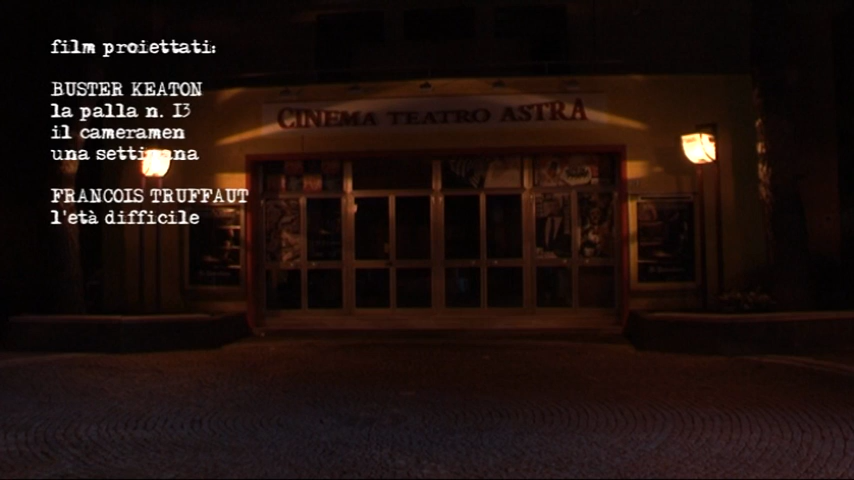 film proiettati:
BUSTER KEATON
la palla n. 13
il cameramen
una settimana
FRANCOIS TRUFFAUT
l'età difficile
CINEMA TEATRO ASTRA